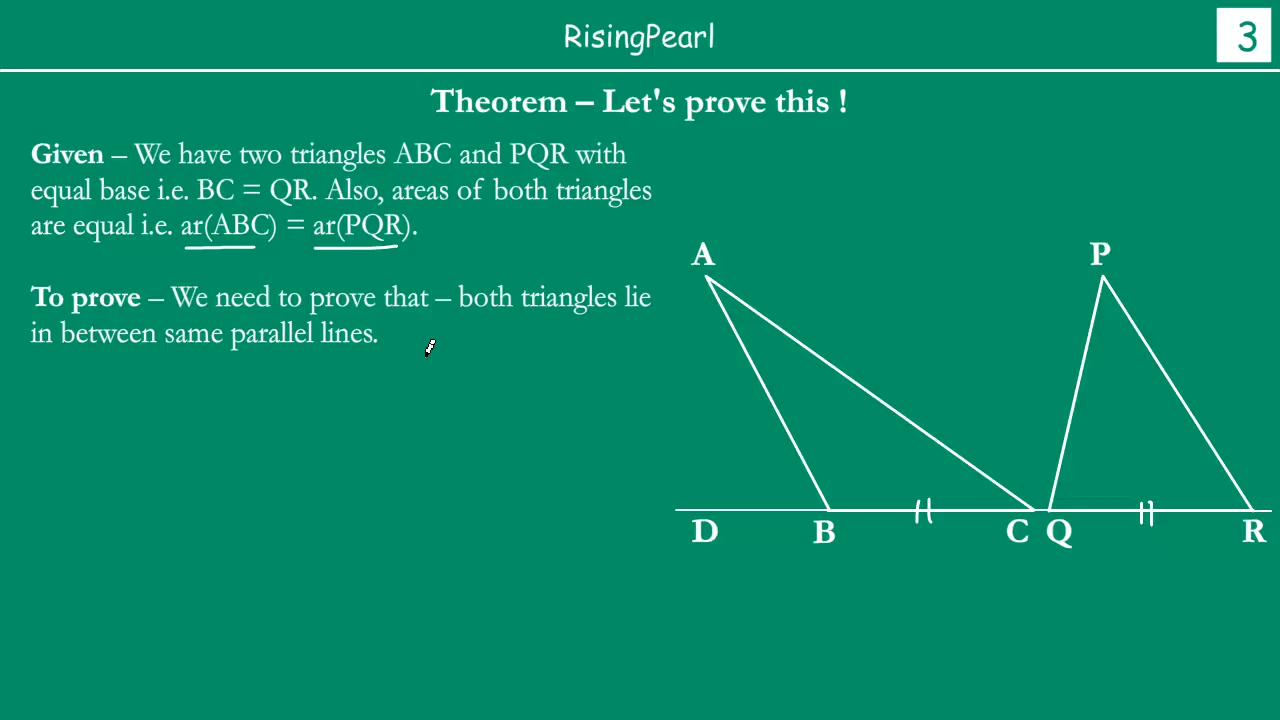 RisingPearl
3
Theorem – Let's prove this !
Given – We have two triangles ABC and PQR with
equal base i.e. BC = QR. Also, areas of both triangles
are equal i.e. ar(ABC) = ar(PQR).
To prove – We need to prove that – both triangles lie
in between same parallel lines.
A P
D B C Q R